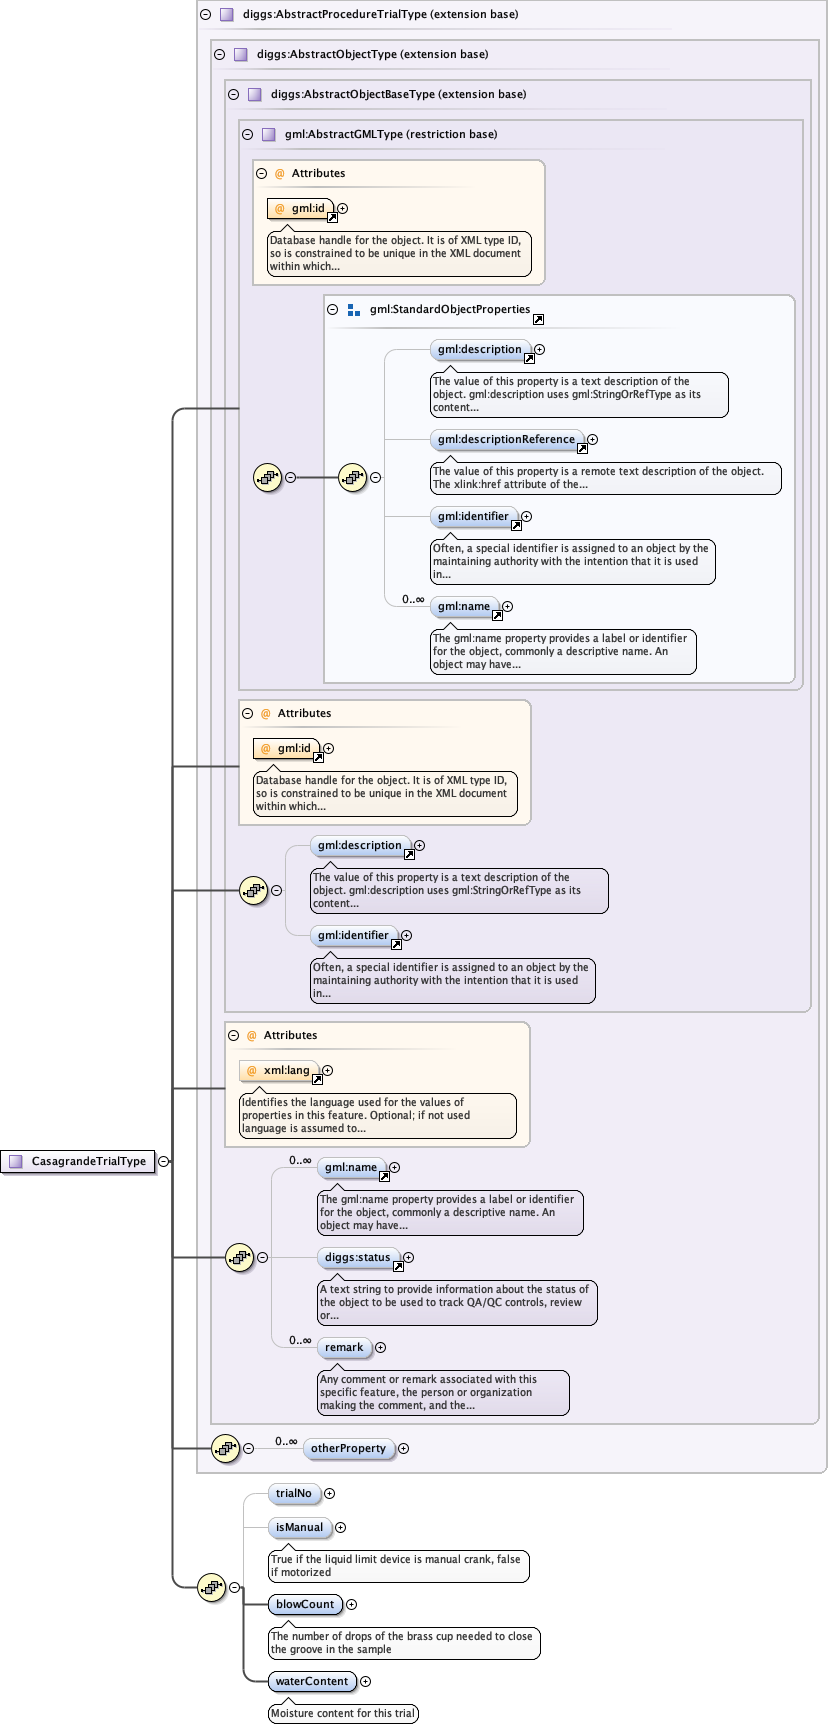 diggs:AbstractProcedureTrialType (extension base)
diggs:AbstractObjectType (extension base)
diggs:AbstractObjectBaseType (extension base)
gml:AbstractGMLType (restriction base)
@ Attributes
@ gml:id
Database handle for the object. It is of XML type ID,
so is constrained to be unique in the XML document
within which...
gml:StandardObjectProperties
gml:description
The value of this property is a text description of the
object. gml:description uses gml:StringOrRefType as its
content...
gml:descriptionReference
The value of this property is a remote text description of the object.
The xlink:href attribute of the...
gml:identifier
Often, a special identifier is assigned to an object by the
maintaining authority with the intention that it is used
in...
0..∞
gml:name
The gml:name property provides a label or identifier
for the object, commonly a descriptive name. An
object may have...
@ Attributes
@ gml:id
Database handle for the object. It is of XML type ID,
so is constrained to be unique in the XML document
within which...
gml:description
The value of this property is a text description of the
object. gml:description uses gml:StringOrRefType as its
content...
gml:identifier
Often, a special identifier is assigned to an object by the
maintaining authority with the intention that it is used
in...
@ Attributes
@ xml:lang
Identifies the language used for the values of
properties in this feature. Optional; if not used
language is assumed to...
CasagrandeTrialType
0..∞
gml:name
The gml:name property provides a label or identifier
for the object, commonly a descriptive name. An
object may have...
diggs:status
A text string to provide information about the status of
the object to be used to track QA/QC controls, review
or...
0..∞
remark
Any comment or remark associated with this
specific feature, the person or organization
making the comment, and the...
0..∞
otherProperty
trialNo
isManual
True if the liquid limit device is manual crank, false
if motorized
blowCount
The number of drops of the brass cup needed to close
the groove in the sample
waterContent
Moisture content for this trial